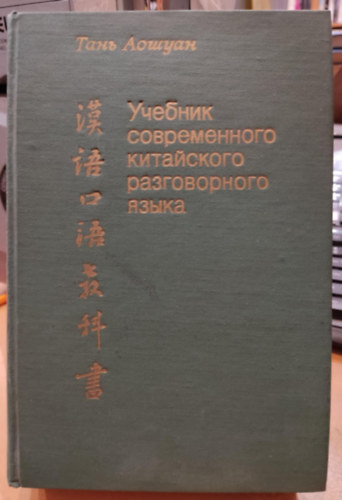 Тань Аошуан
Учебник
современного
китайского
разговорного
языка
漢語口語教科書